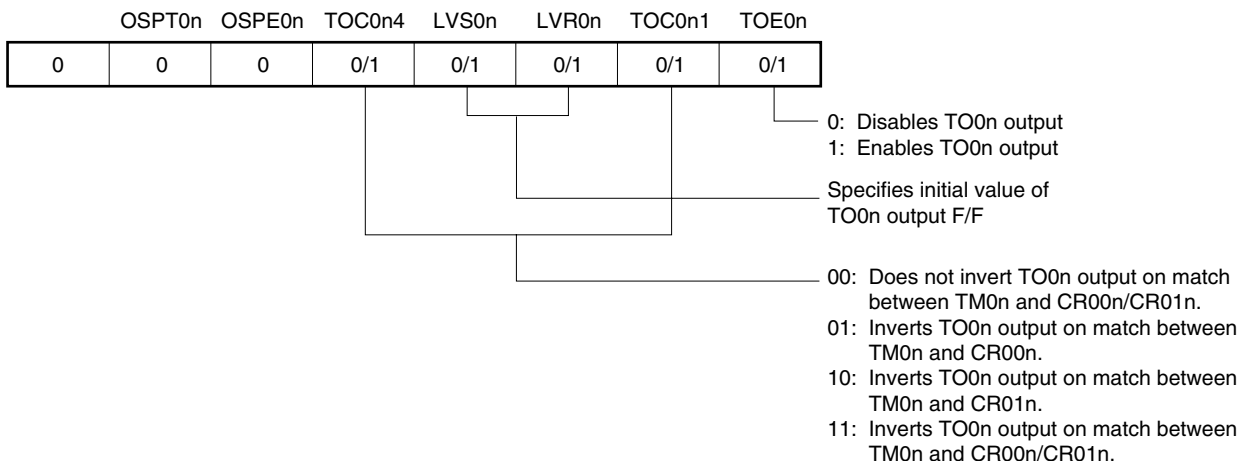 OSPT0n OSPE0n TOC0n4 LVS0n LVR0n TOC0n1 TOE0n
0 0 0 0/1 0/1 0/1 0/1 0/1
0: Disables TO0n output
1: Enables TO0n output
Specifies initial value of
TO0n output F/F
00: Does not invert TO0n output on match
between TM0n and CR00n/CR01n.
01: Inverts TO0n output on match between
TM0n and CR00n.
10: Inverts TO0n output on match between
TM0n and CR01n.
11: Inverts TO0n output on match between
TM0n and CR00n/CR01n.